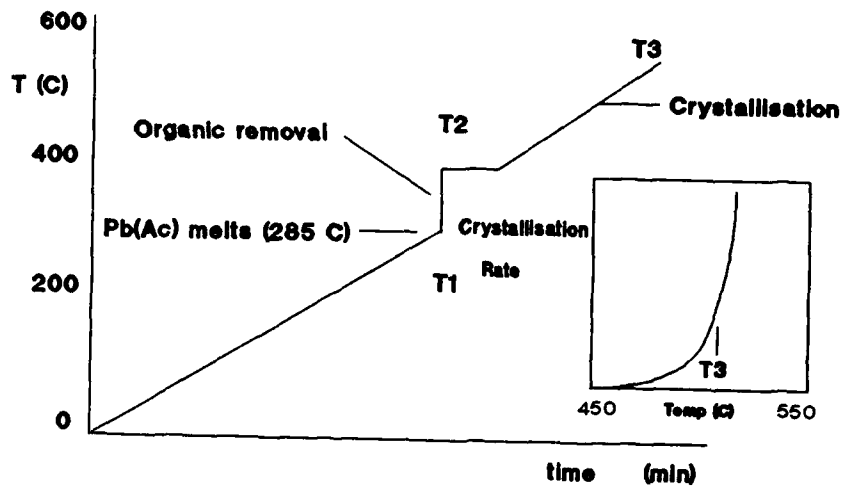 600
T (C)
T3
Crystallisation
Organic removal
T2
400
Pb(Ac) melts (285 C)
Crystallisation
Rate
200
T1
T3
0
450 Temp (C) 550
time (min)